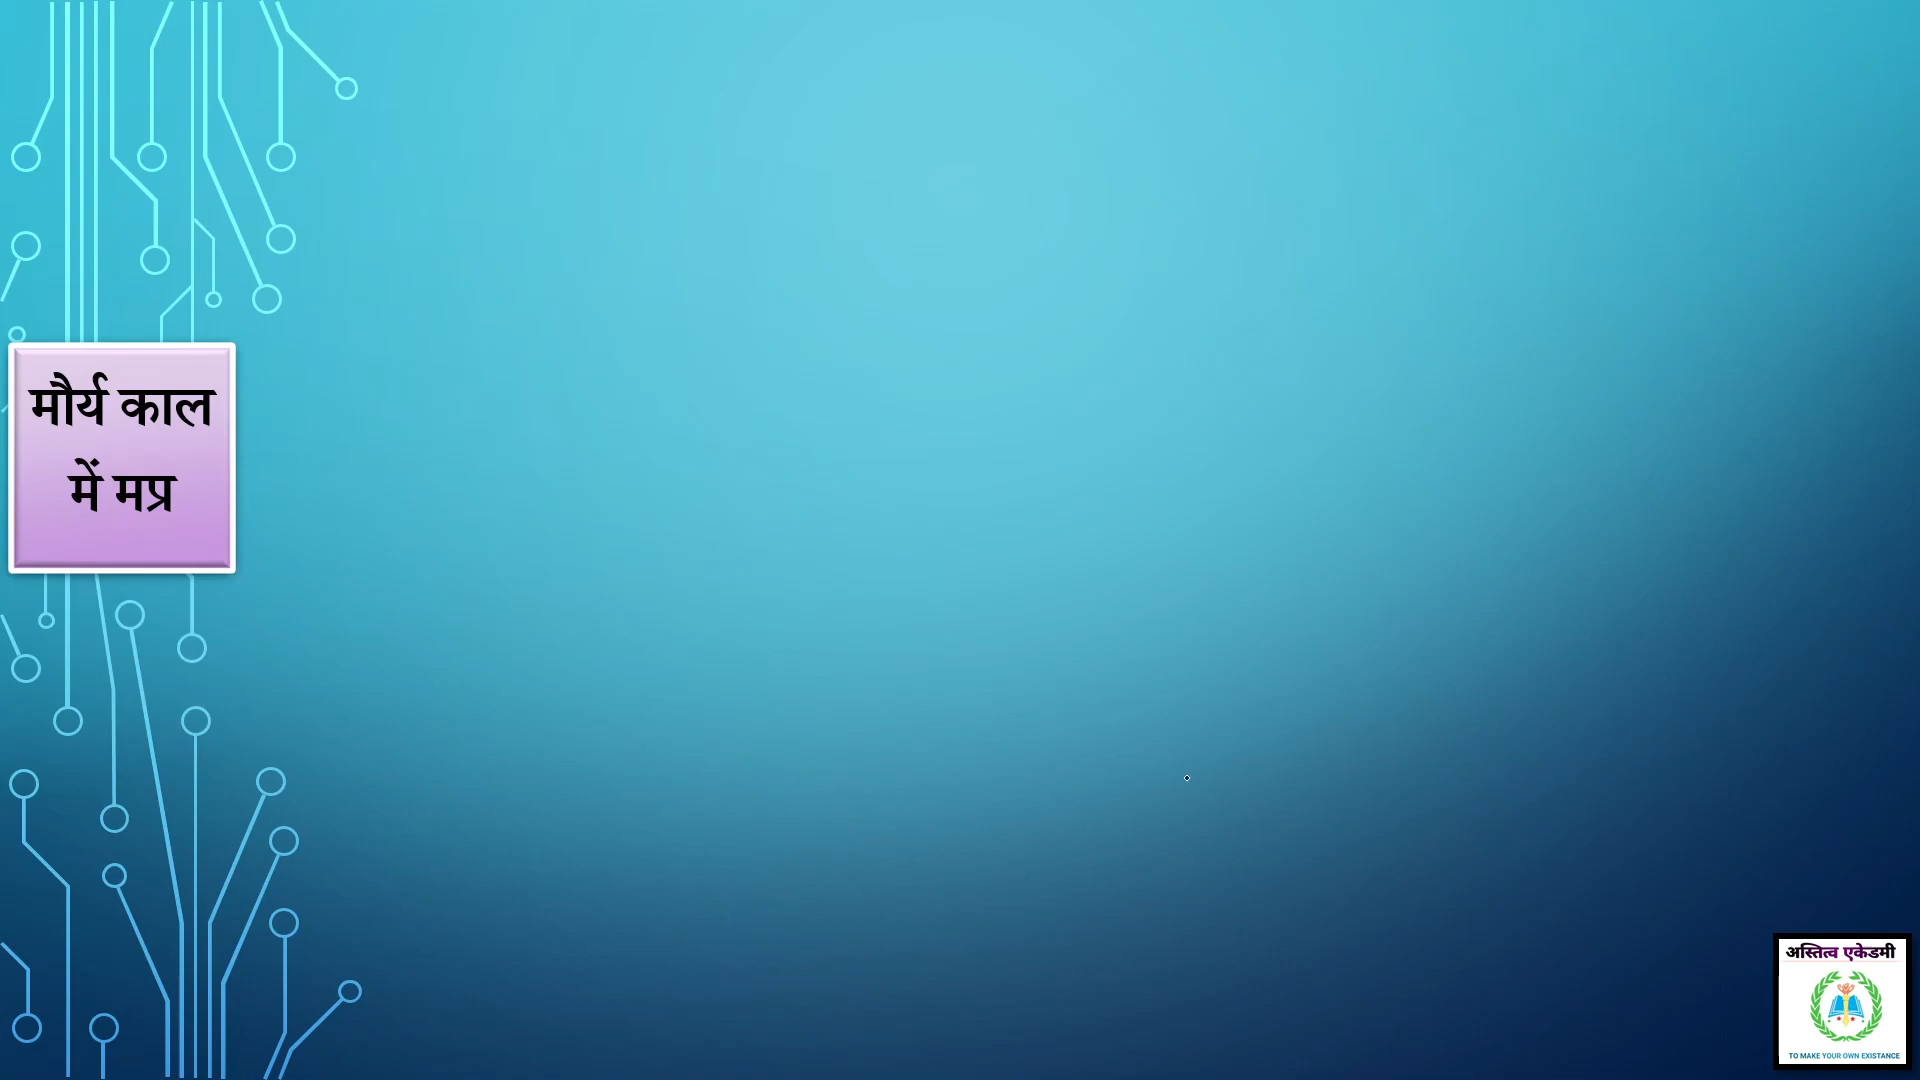 मौर्य काल
में मप्र
अस्तित्व एकेडमी
TO MAKE YOUR OWN EXISTANCE